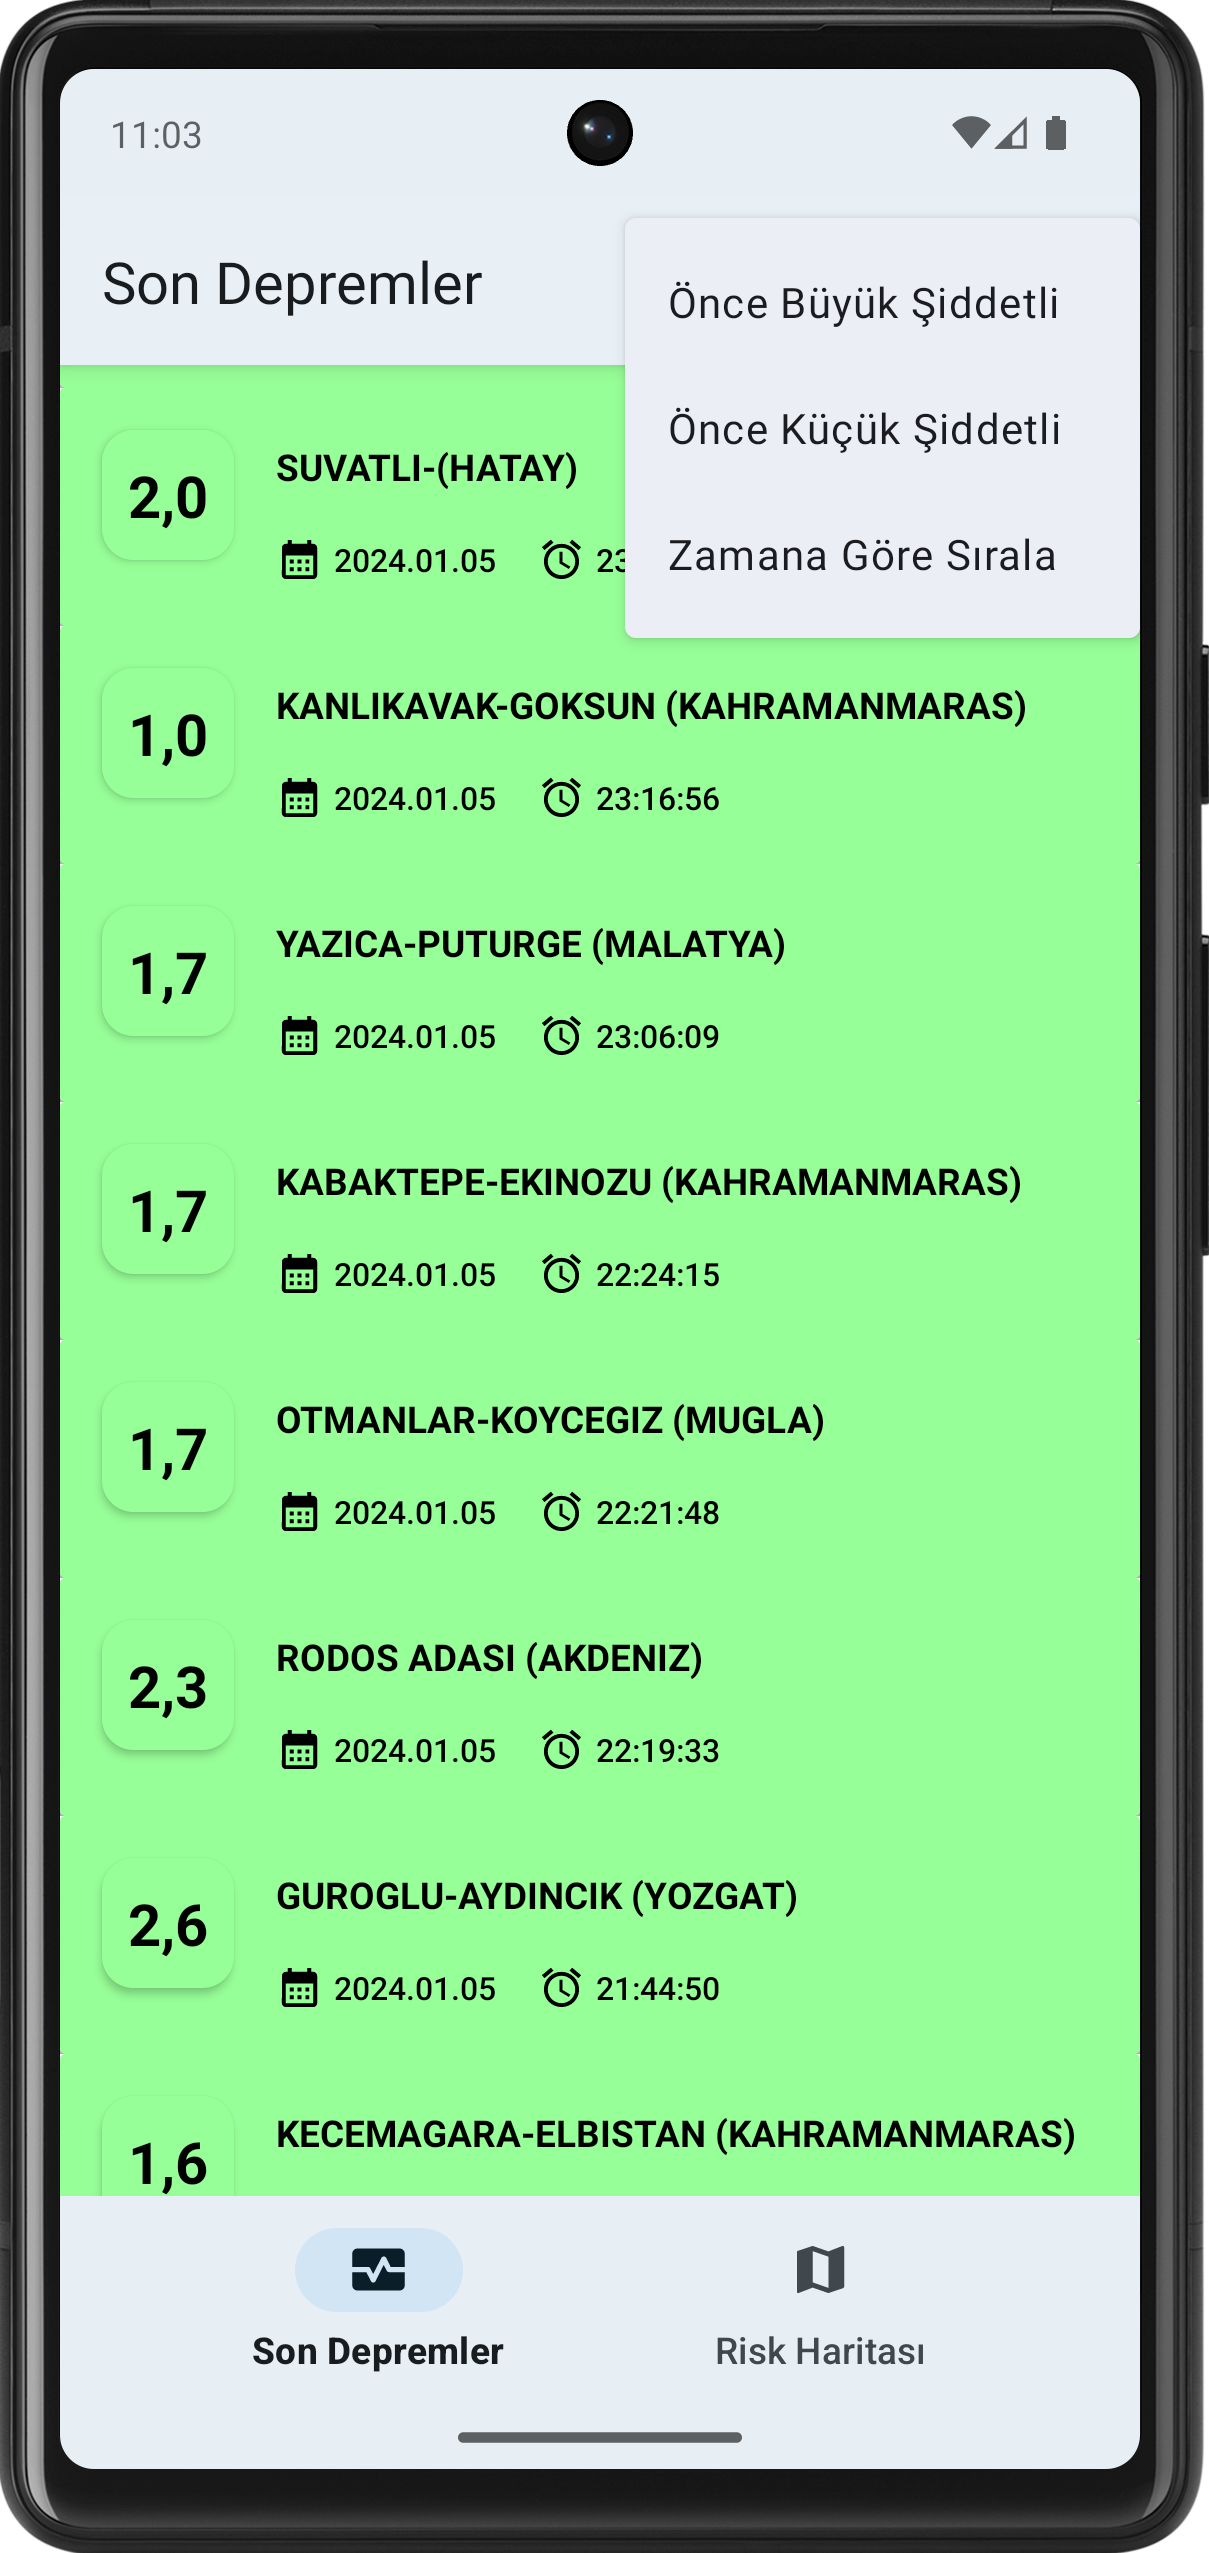 11:03
Son Depremler
Önce Büyük Şiddetli
Önce Küçük Şiddetli
Zamana Göre Sırala
2,0
SUVATLI-(HATAY)
2024.01.05 23
1,0
KANLIKAVAK-GOKSUN (KAHRAMANMARAS)
2024.01.05 23:16:56
1,7
YAZICA-PUTURGE (MALATYA)
2024.01.05 23:06:09
1,7
KABAKTEPE-EKINOZU (KAHRAMANMARAS)
2024.01.05 22:24:15
1,7
OTMANLAR-KOYCEGIZ (MUGLA)
2024.01.05 22:21:48
2,3
RODOS ADASI (AKDENIZ)
2024.01.05 22:19:33
2,6
GUROGLU-AYDINCIK (YOZGAT)
2024.01.05 21:44:50
1,6
KECEMAGARA-ELBISTAN (KAHRAMANMARAS)
Son Depremler
Risk Haritası